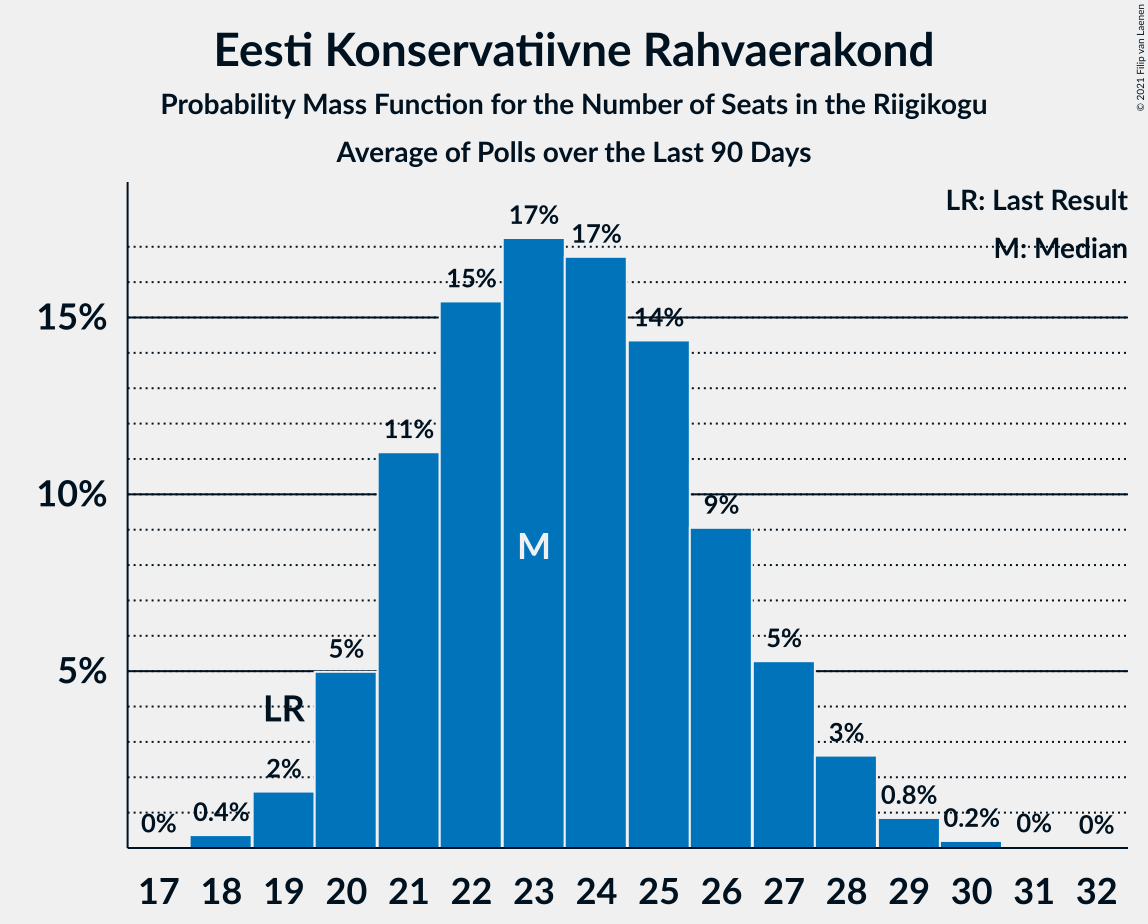 Eesti Konservatiivne Rahvaerakond
Probability Mass Function for the Number of Seats in the Riigikogu
Average of Polls over the Last 90 Days
© 2021 Filip van Laenen
LR: Last Result
M: Median
15%
10%
5%
0%
0.4%
2%
LR
5%
11%
15%
17%
M
17%
14%
9%
5%
3%
0.8%
0.2%
0%
0%
17 18 19 20 21 22 23 24 25 26 27 28 29 30 31 32